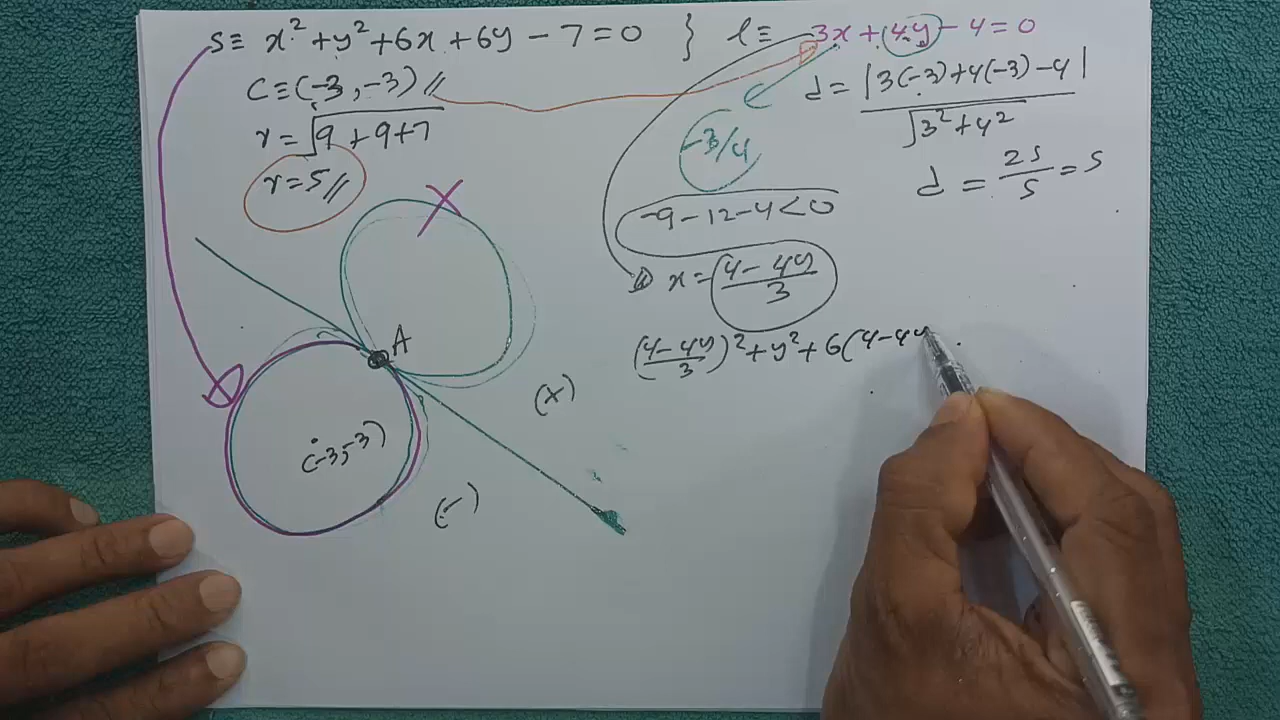 S ≡ x² + y² + 6x + 6y - 7 = 0 } l ≡ 3x + 4y - 4 = 0
C ≡ (-3, -3) //
r = √9 + 9 + 7
r = 5 //
d = |3(-3) + 4(-3) - 4| / √3² + 4²
-3/4
d = 25/5 = 5
-9 - 12 - 4 < 0
x = (4 - 4y)/3
((4 - 4y)/3)² + y² + 6(4 - 4y
A
(x)
(-3, -3)
(-)